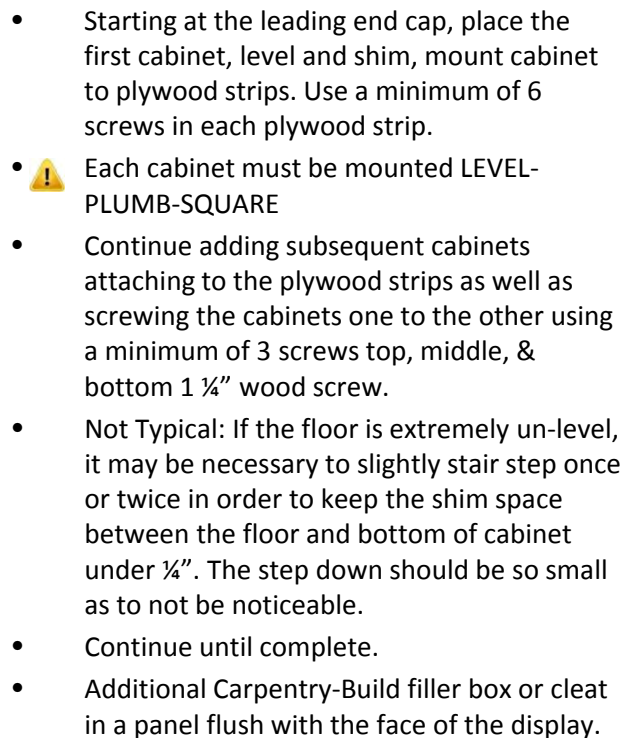 • Starting at the leading end cap, place the
first cabinet, level and shim, mount cabinet
to plywood strips. Use a minimum of 6
screws in each plywood strip.
• Each cabinet must be mounted LEVEL-
PLUMB-SQUARE
• Continue adding subsequent cabinets
attaching to the plywood strips as well as
screwing the cabinets one to the other using
a minimum of 3 screws top, middle, &
bottom 1 ¼” wood screw.
• Not Typical: If the floor is extremely un-level,
it may be necessary to slightly stair step once
or twice in order to keep the shim space
between the floor and bottom of cabinet
under ¼”. The step down should be so small
as to not be noticeable.
• Continue until complete.
• Additional Carpentry-Build filler box or cleat
in a panel flush with the face of the display.